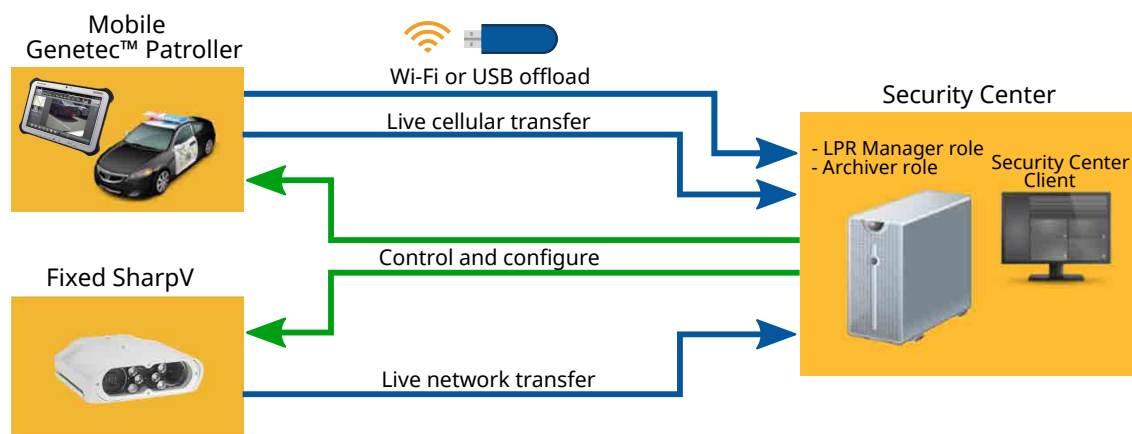 Mobile
Genetec™ Patroller
Wi-Fi or USB offload
Live cellular transfer
Security Center
- LPR Manager role
- Archiver role
Security Center
Client
Control and configure
Fixed SharpV
Live network transfer